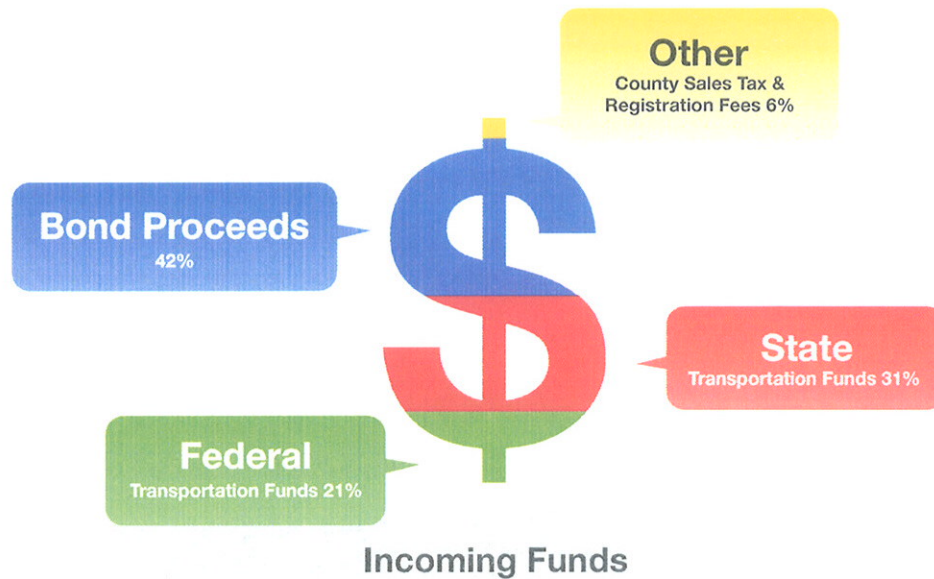 Other
County Sales Tax &
Registration Fees 6%
Bond Proceeds
42%
State
Transportation Funds 31%
Federal
Transportation Funds 21%
Incoming Funds